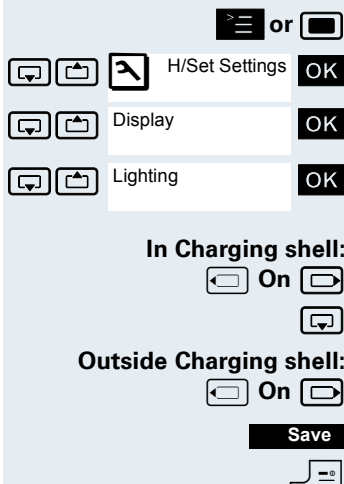 or
H/Set Settings OK
Display OK
Lighting OK
In Charging shell:
On
Outside Charging shell:
On
Save